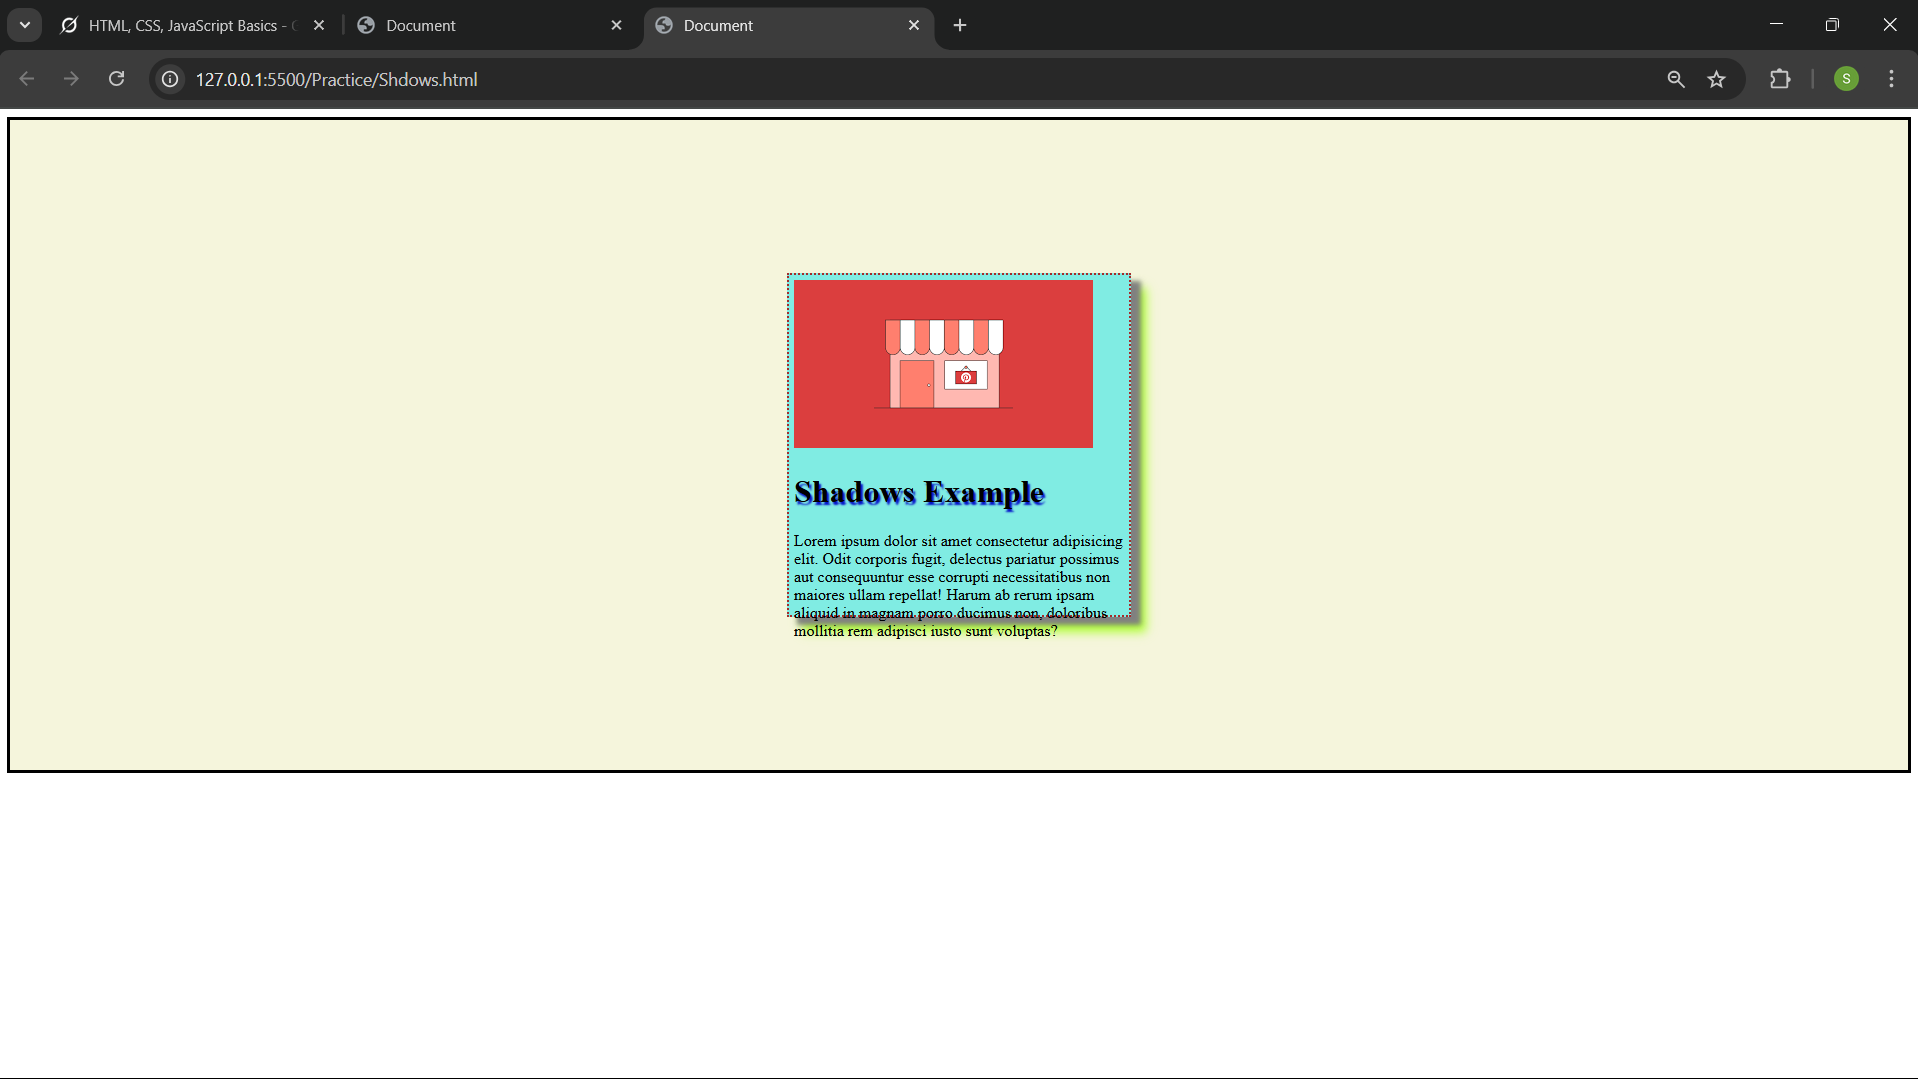 HTML, CSS, JavaScript Basics -
Document
Document
127.0.0.1:5500/Practice/Shdows.html
S
Shadows Example
Lorem ipsum dolor sit amet consectetur adipisicing
elit. Odit corporis fugit, delectus pariatur possimus
aut consequuntur esse corrupti necessitatibus non
maiores ullam repellat! Harum ab rerum ipsam
aliquid in magnam porro ducimus non, doloribus
mollitia rem adipisci iusto sunt voluptas?